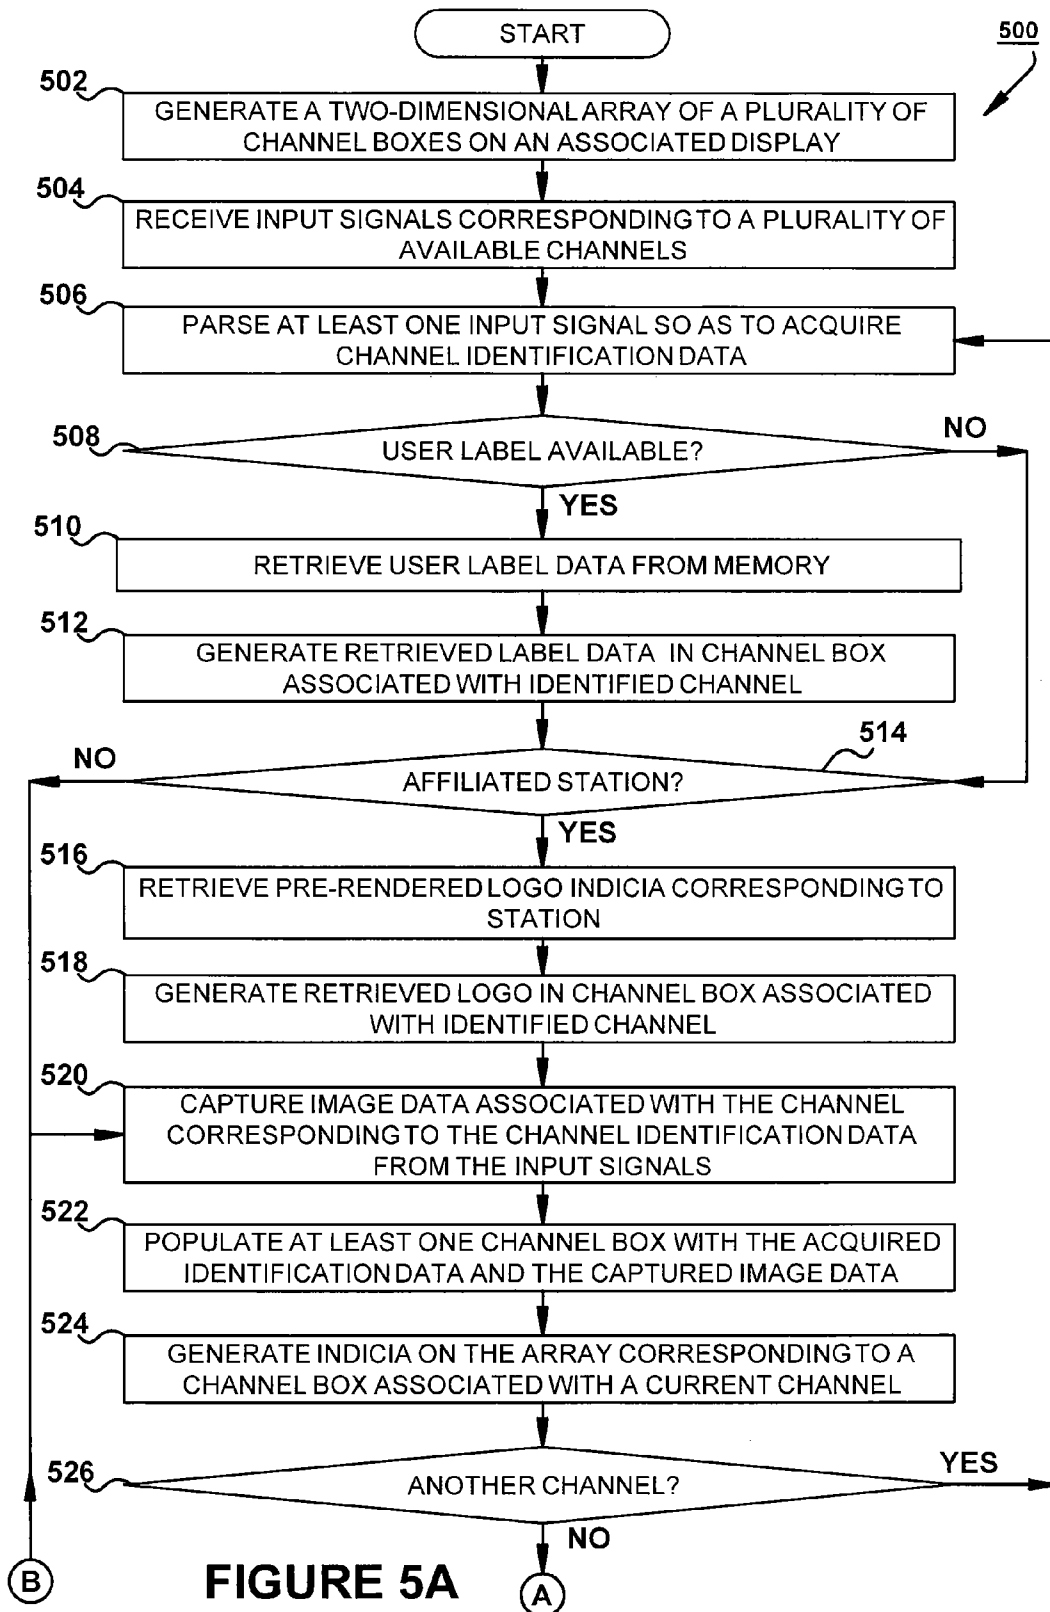 START
500
502
GENERATE A TWO-DIMENSIONAL ARRAY OF A PLURALITY OF
CHANNEL BOXES ON AN ASSOCIATED DISPLAY
504
RECEIVE INPUT SIGNALS CORRESPONDING TO A PLURALITY OF
AVAILABLE CHANNELS
506
PARSE AT LEAST ONE INPUT SIGNAL SO AS TO ACQUIRE
CHANNEL IDENTIFICATION DATA
508
USER LABEL AVAILABLE?
NO
YES
510
RETRIEVE USER LABEL DATA FROM MEMORY
512
GENERATE RETRIEVED LABEL DATA IN CHANNEL BOX
ASSOCIATED WITH IDENTIFIED CHANNEL
514
NO
AFFILIATED STATION?
YES
516
RETRIEVE PRE-RENDERED LOGO INDICIA CORRESPONDING TO
STATION
518
GENERATE RETRIEVED LOGO IN CHANNEL BOX ASSOCIATED
WITH IDENTIFIED CHANNEL
520
CAPTURE IMAGE DATA ASSOCIATED WITH THE CHANNEL
CORRESPONDING TO THE CHANNEL IDENTIFICATION DATA
FROM THE INPUT SIGNALS
522
POPULATE AT LEAST ONE CHANNEL BOX WITH THE ACQUIRED
IDENTIFICATION DATA AND THE CAPTURED IMAGE DATA
524
GENERATE INDICIA ON THE ARRAY CORRESPONDING TO A
CHANNEL BOX ASSOCIATED WITH A CURRENT CHANNEL
526
ANOTHER CHANNEL?
YES
NO
B
FIGURE 5A
A